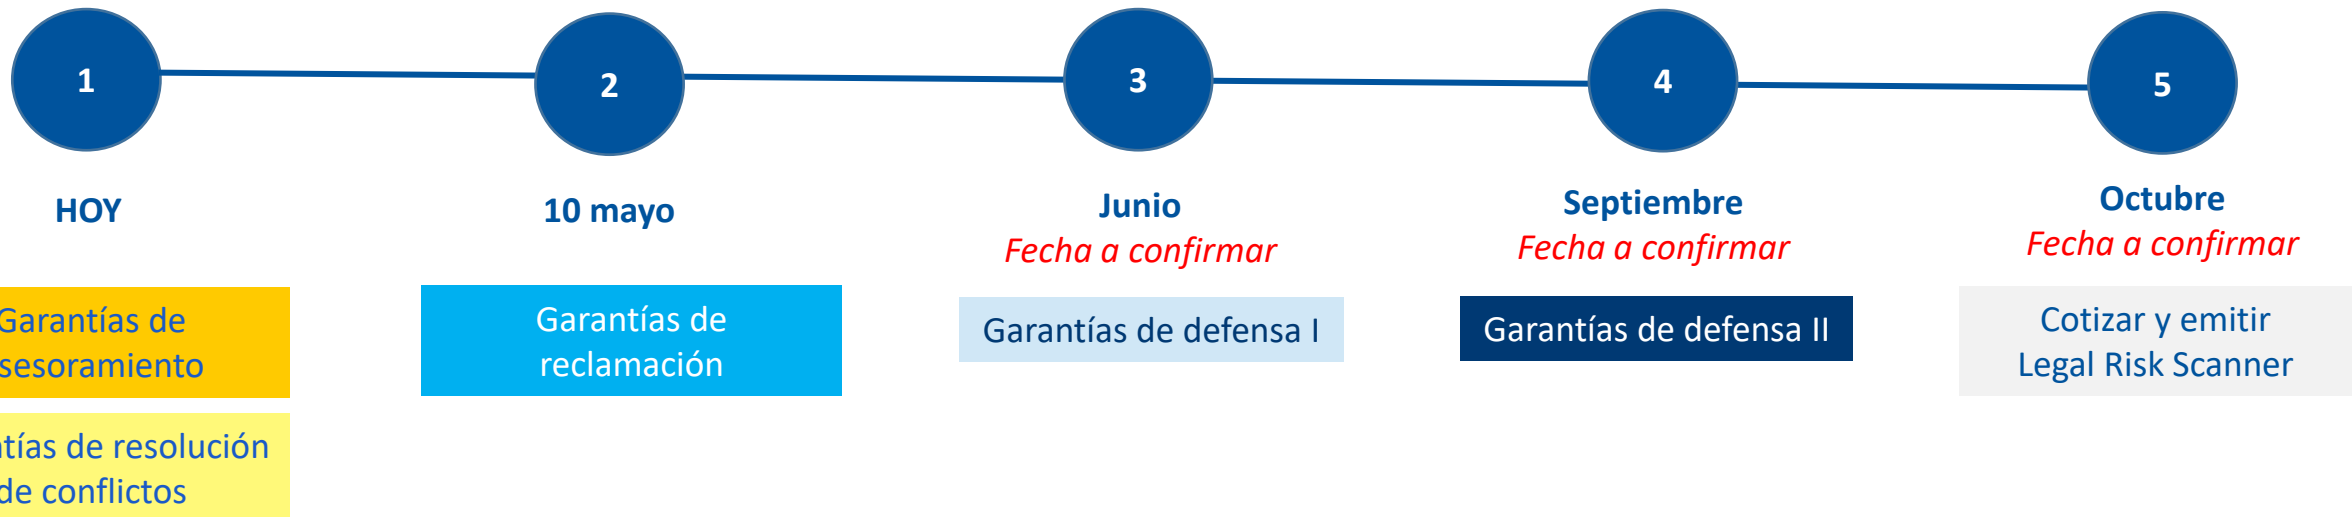 1
2
3
4
5
HOY
10 mayo
Junio
Fecha a confirmar
Septiembre
Fecha a confirmar
Octubre
Fecha a confirmar
Garantías de
sesoramiento
ntías de resolución
de conflictos
Garantías de
reclamación
Garantías de defensa I
Garantías de defensa II
Cotizar y emitir
Legal Risk Scanner